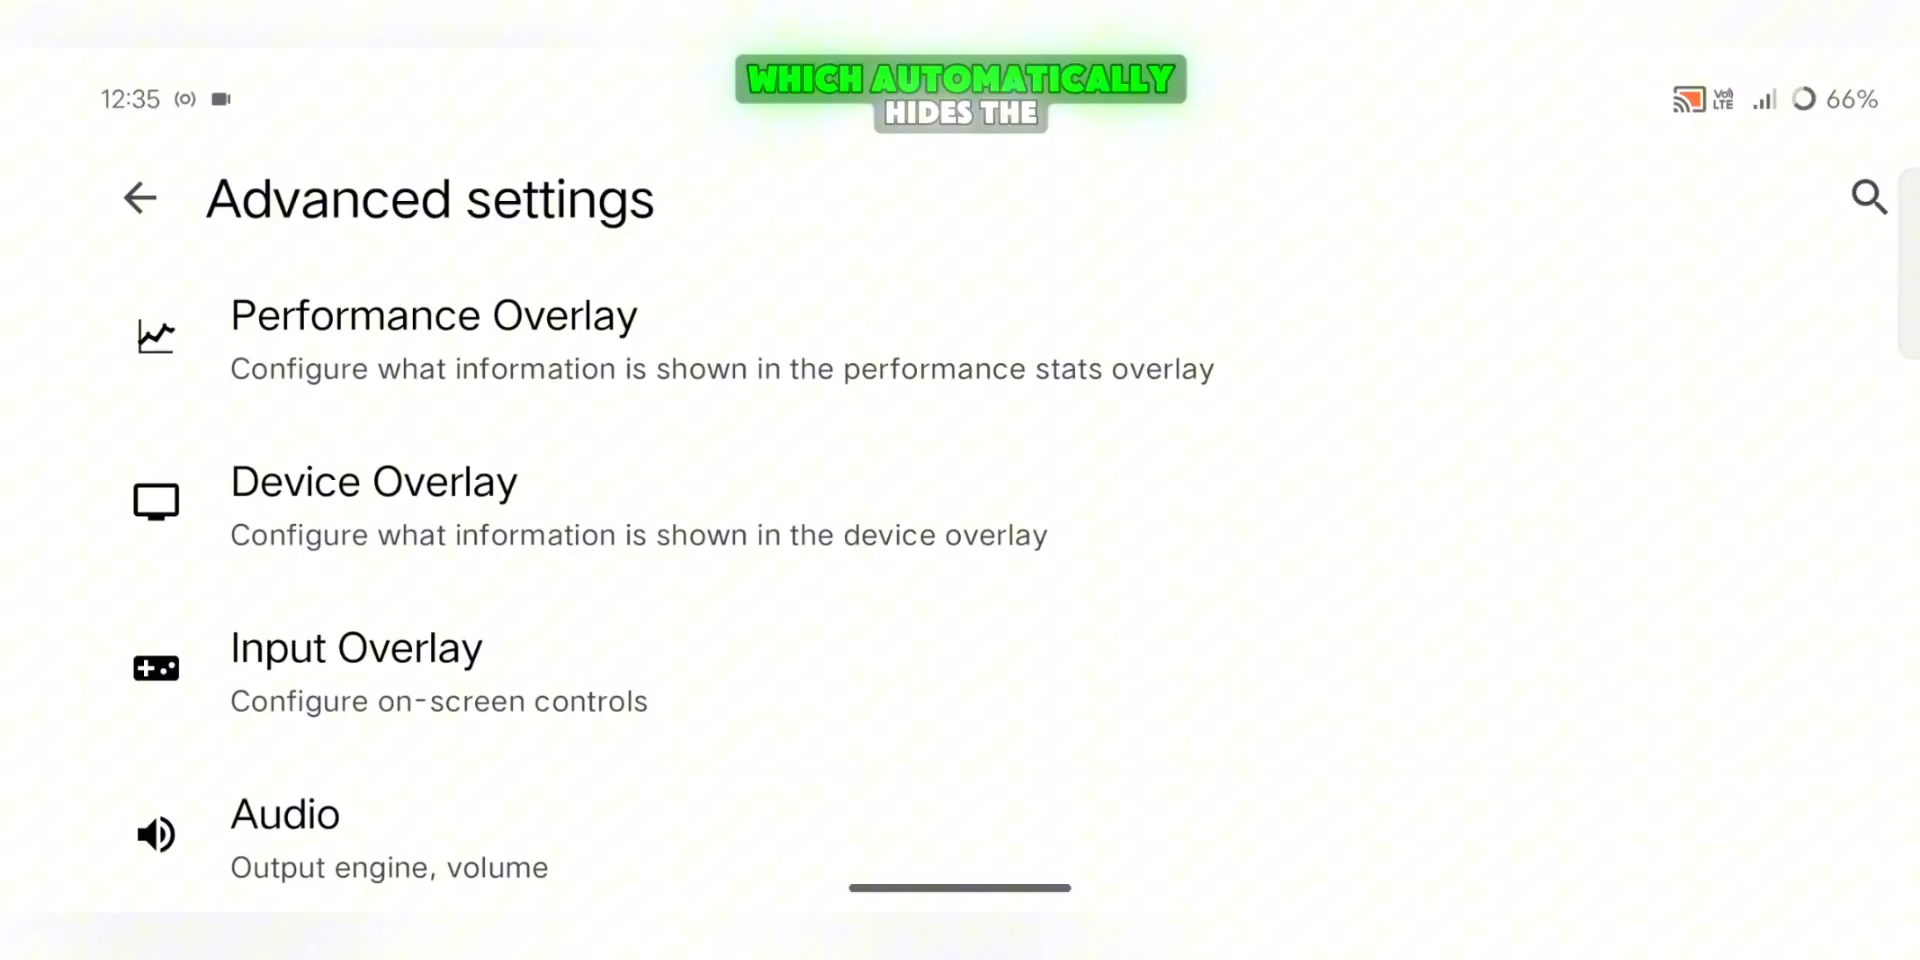 WHICH AUTOMATICALLY
HIDES THE
12:35
Vo) LTE
66%
Advanced settings
Performance Overlay
Configure what information is shown in the performance stats overlay
Device Overlay
Configure what information is shown in the device overlay
Input Overlay
Configure on-screen controls
Audio
Output engine, volume